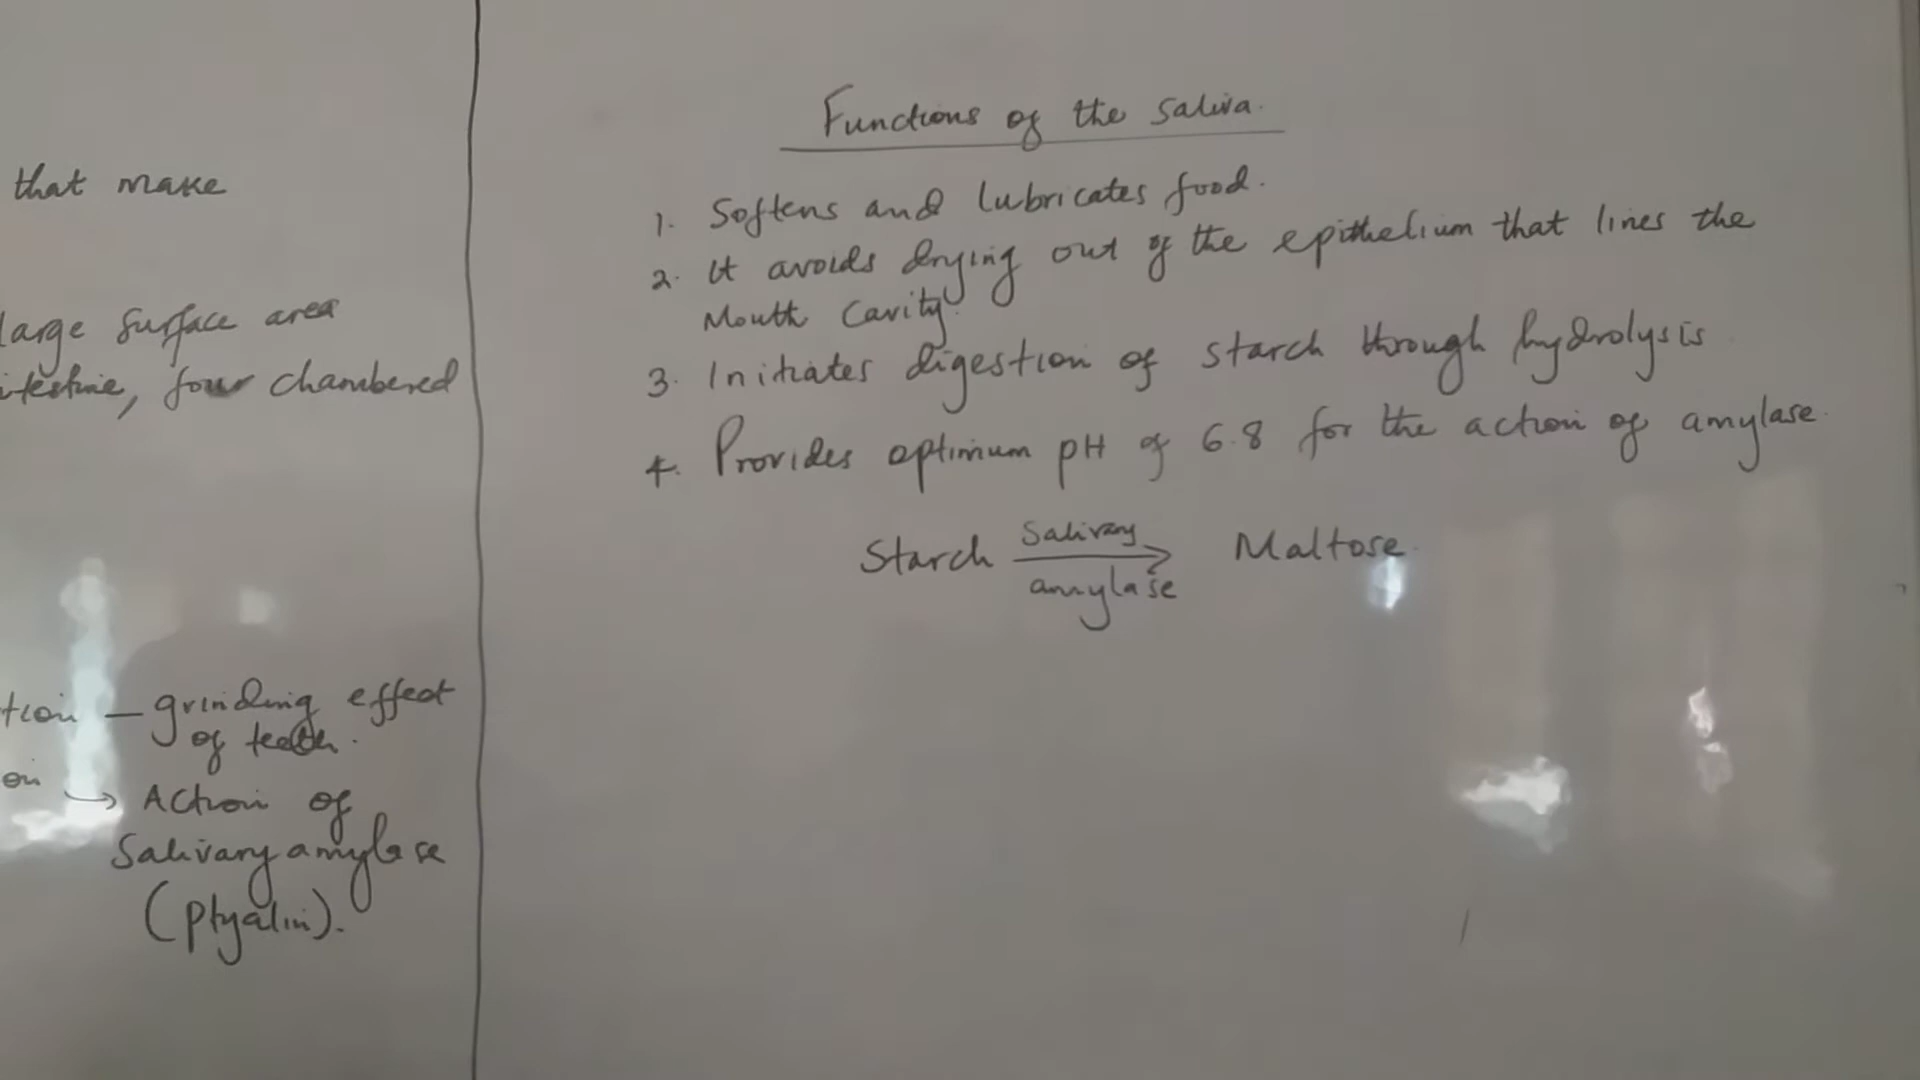 that make
large surface area
, four chambered
tion — grinding effect
of teeth.
on → Action of
Salivary amylase
(Ptyalin).
Functions of the saliva.
1. Softens and lubricates food.
2. It avoids drying out of the epithelium that lines the
Mouth Cavity.
3. Initiates digestion of starch through hydrolysis
4. Provides optimum pH of 6.8 for the action of amylase.
Salivary
Starch → Maltose.
amylase